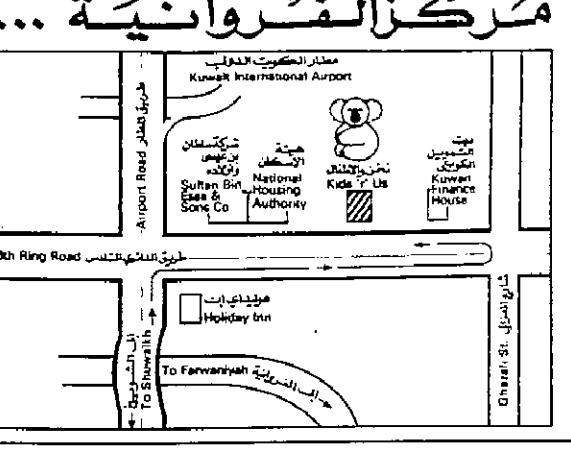 مركز الفروانية ...
مطار الكويت الدولي
Kuwait International Airport
طريق المطار
Airport Road
شركة سلطان
بن عيسى
وأولاده
Sultan Bin
Essa &
Sons Co
هيئة
الإسكان
National
Housing
Authority
نحن والأطفال
Kids 'r' Us
بيت
التمويل
الكويتي
Kuwait
Finance
House
6th Ring Road
طريق الدائري السادس
هوليداي إن
Holiday Inn
شارع الغزالي
Ghazali St.
إلى الشويخ
To Shuwaikh
To Farwaniyah
إلى الفروانية